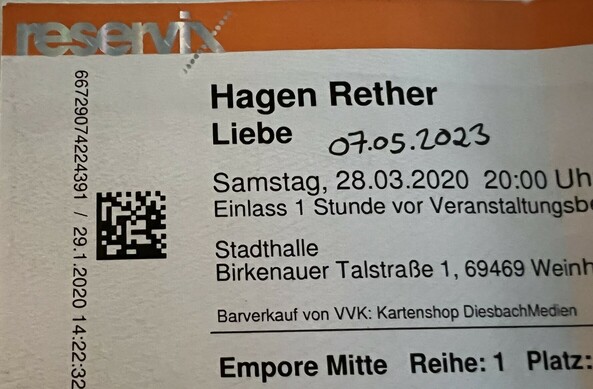 reservix
Hagen Rether
Liebe 07.05.2023
Samstag, 28.03.2020 20:00 Uh
Einlass 1 Stunde vor Veranstaltungsbe
Stadthalle
Birkenauer Talstraße 1, 69469 Weinh
Barverkauf von VVK: Kartenshop DiesbachMedien
Empore Mitte Reihe: 1 Platz:
66729074224391 / 29.1.2020 14:22:32